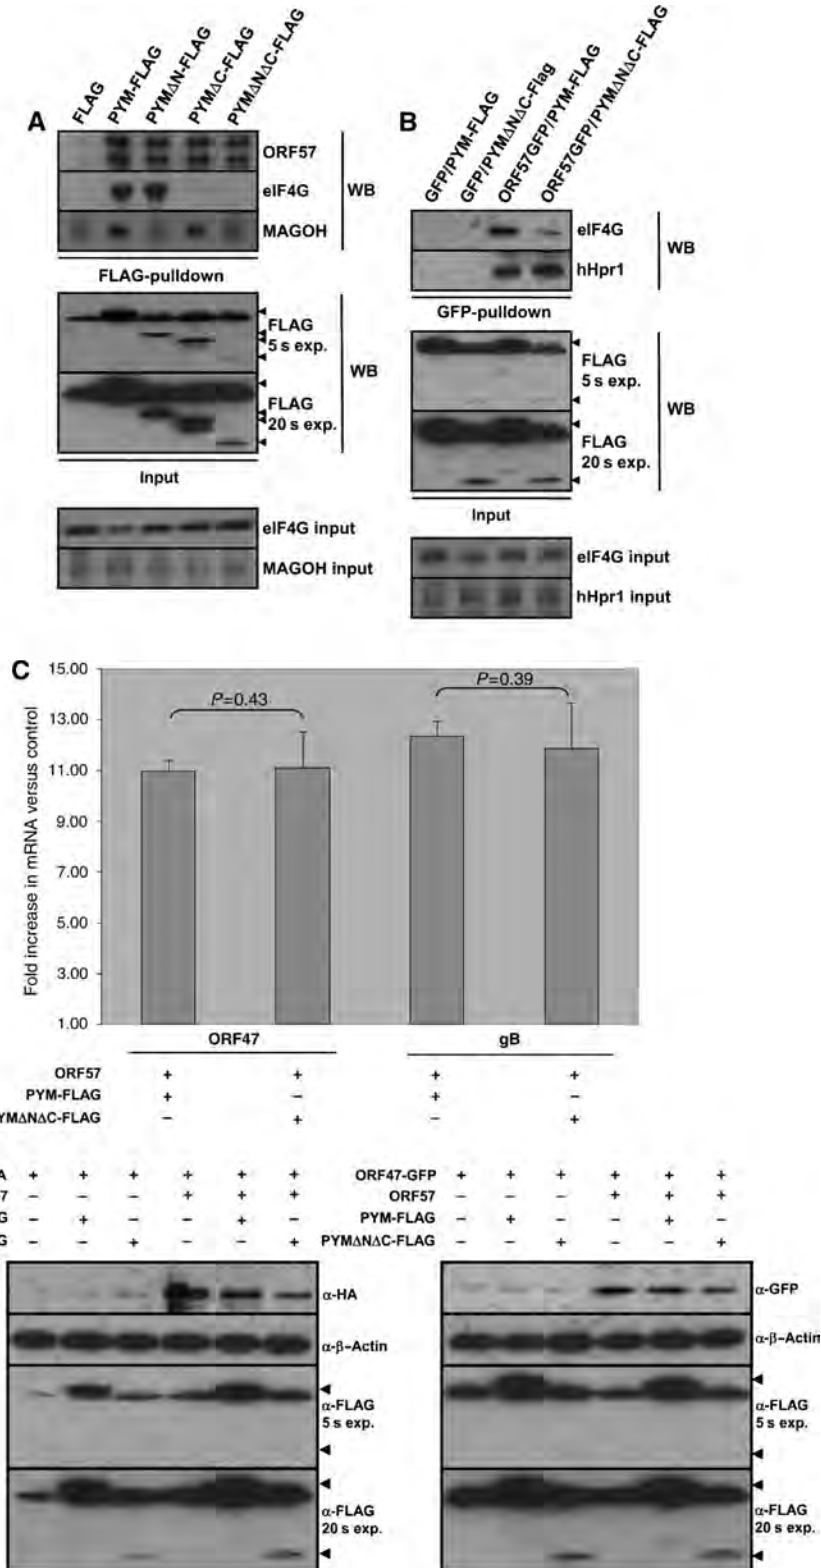 A
FLAG
PYM-FLAG
PYMΔN-FLAG
PYMΔC-FLAG
PYMΔNΔC-FLAG
ORF57
eIF4G
MAGOH
WB
FLAG-pulldown
FLAG
5 s exp.
FLAG
20 s exp.
WB
Input
eIF4G input
MAGOH input
B
GFP/PYM-FLAG
GFP/PYMΔNΔC-Flag
ORF57GFP/PYM-FLAG
ORF57GFP/PYMΔNΔC-FLAG
eIF4G
hHpr1
WB
GFP-pulldown
FLAG
5 s exp.
FLAG
20 s exp.
WB
Input
eIF4G input
hHpr1 input
C
Fold increase in mRNA versus control
15.00
13.00
11.00
9.00
7.00
5.00
3.00
1.00
P=0.43
P=0.39
ORF47
gB
ORF57 + + + +
PYM-FLAG + – + –
YMΔNΔC-FLAG – + – +
A + + + + + +
7 – – – + + +
G – + – – + –
G – – + – – +
α-HA
α-β-Actin
α-FLAG
5 s exp.
α-FLAG
20 s exp.
ORF47-GFP + + + + + +
ORF57 – – – + + +
PYM-FLAG – + – – + –
PYMΔNΔC-FLAG – – + – – +
α-GFP
α-β-Actin
α-FLAG
5 s exp.
α-FLAG
20 s exp.